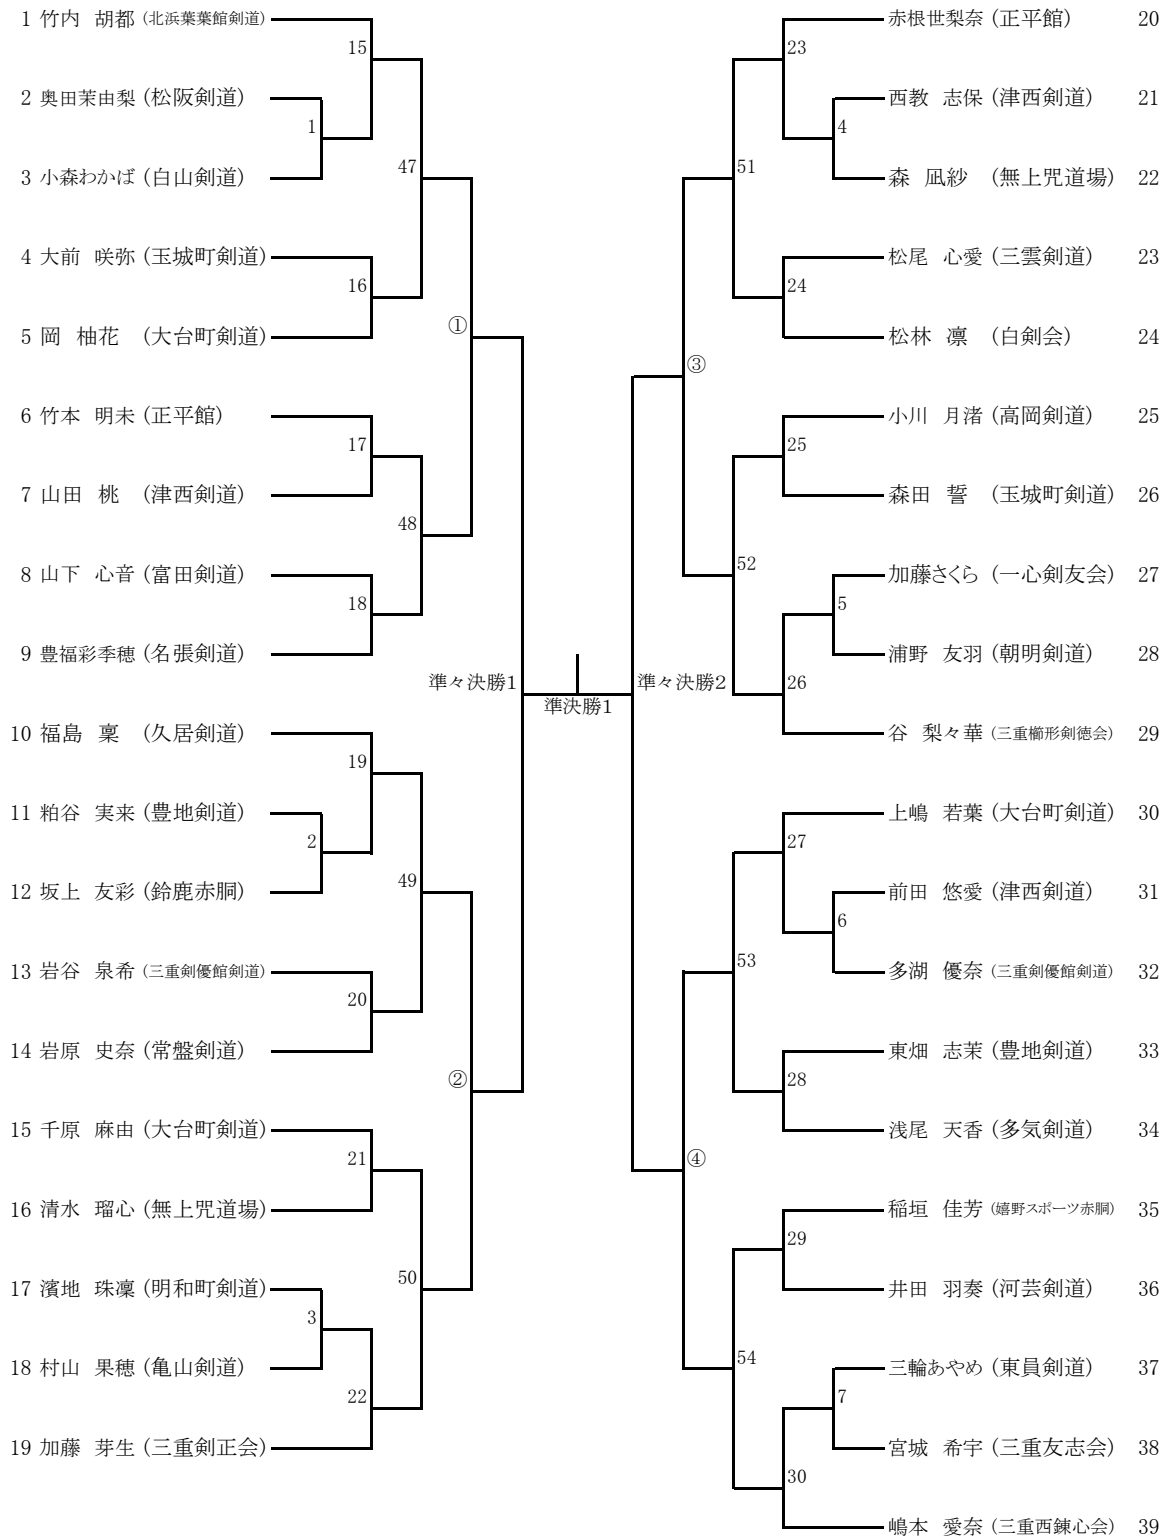 1 竹内 胡都 (北浜葉葉館剣道)
15
2 奥田茉由梨 (松阪剣道)
1
3 小森わかば (白山剣道)
47
4 大前 咲弥 (玉城町剣道)
16
5 岡 柚花 (大台町剣道)
①
6 竹本 明未 (正平館)
17
7 山田 桃 (津西剣道)
48
8 山下 心音 (富田剣道)
18
9 豊福彩季穂 (名張剣道)
準々決勝1
10 福島 稟 (久居剣道)
19
11 粕谷 実来 (豊地剣道)
2
12 坂上 友彩 (鈴鹿赤胴)
49
13 岩谷 泉希 (三重剣優館剣道)
20
14 岩原 史奈 (常盤剣道)
②
15 千原 麻由 (大台町剣道)
21
16 清水 瑠心 (無上咒道場)
50
17 濱地 珠凜 (明和町剣道)
3
18 村山 果穂 (亀山剣道)
22
19 加藤 芽生 (三重剣正会)
準決勝1
赤根世梨奈 (正平館) 20
23
西教 志保 (津西剣道) 21
4
森 凪紗 (無上咒道場) 22
51
松尾 心愛 (三雲剣道) 23
24
松林 凛 (白剣会) 24
③
小川 月渚 (高岡剣道) 25
25
森田 誓 (玉城町剣道) 26
52
加藤さくら (一心剣友会) 27
5
浦野 友羽 (朝明剣道) 28
準々決勝2
26
谷 梨々華 (三重櫛形剣徳会) 29
上嶋 若葉 (大台町剣道) 30
27
前田 悠愛 (津西剣道) 31
6
多湖 優奈 (三重剣優館剣道) 32
53
東畑 志茉 (豊地剣道) 33
28
浅尾 天香 (多気剣道) 34
④
稲垣 佳芳 (嬉野スポーツ赤胴) 35
29
井田 羽奏 (河芸剣道) 36
54
三輪あやめ (東員剣道) 37
7
宮城 希宇 (三重友志会) 38
30
嶋本 愛奈 (三重西錬心会) 39